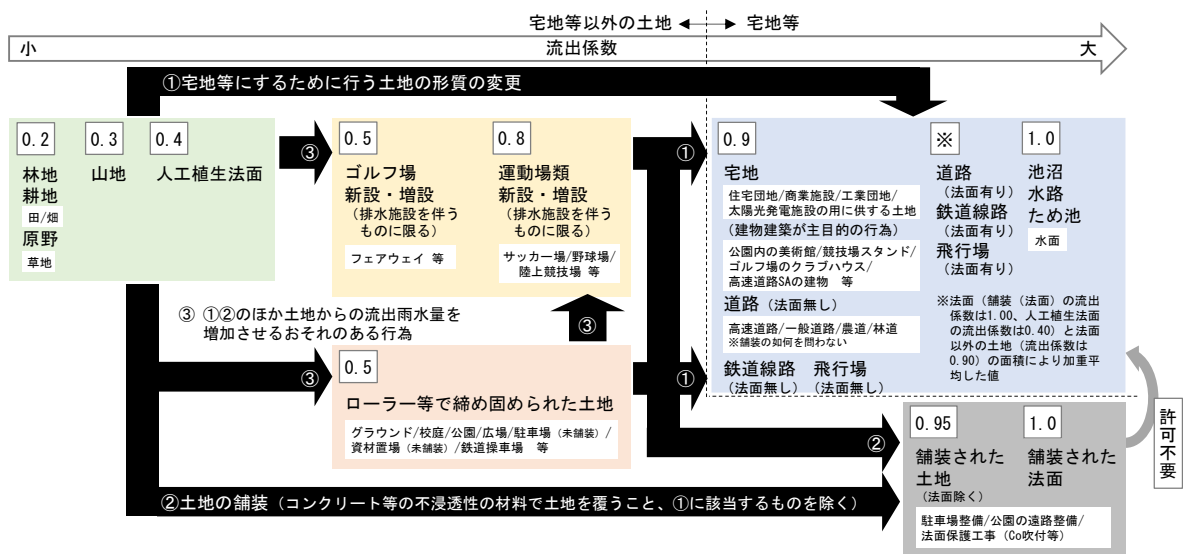 宅地等以外の土地
宅地等
小
流出係数
大
①宅地等にするために行う土地の形質の変更
0.2
0.3
0.4
林地
耕地
田/畑
原野
草地
山地
人工植生法面
③
0.5
0.8
ゴルフ場
新設・増設
(排水施設を伴う
ものに限る)
フェアウェイ 等
運動場類
新設・増設
(排水施設を伴う
ものに限る)
サッカー場/野球場/
陸上競技場 等
①
0.9
宅地
住宅団地/商業施設/工業団地/
太陽光発電施設の用に供する土地
(建物建築が主目的の行為)
公園内の美術館/競技場スタンド/
ゴルフ場のクラブハウス/
高速道路SAの建物 等
道路(法面無し)
高速道路/一般道路/農道/林道
※舗装の如何を問わない
鉄道線路
(法面無し)
飛行場
(法面無し)
※
道路
(法面有り)
鉄道線路
(法面有り)
飛行場
(法面有り)
1.0
池沼
水路
ため池
水面
※法面(舗装(法面)の流出
係数は1.00、人工植生法面
の流出係数は0.40)と法面
以外の土地(流出係数は
0.90)の面積により加重平
均した値
③ ①②のほか土地からの流出雨水量を
増加させるおそれのある行為
③
③
0.5
ローラー等で締め固められた土地
グラウンド/校庭/公園/広場/駐車場(未舗装)/
資材置場(未舗装)/鉄道操車場 等
①
②
②土地の舗装(コンクリート等の不浸透性の材料で土地を覆うこと、①に該当するものを除く)
0.95
1.0
舗装された
土地
(法面除く)
舗装された
法面
駐車場整備/公園の遠路整備/
法面保護工事(Co吹付等)
許可不要